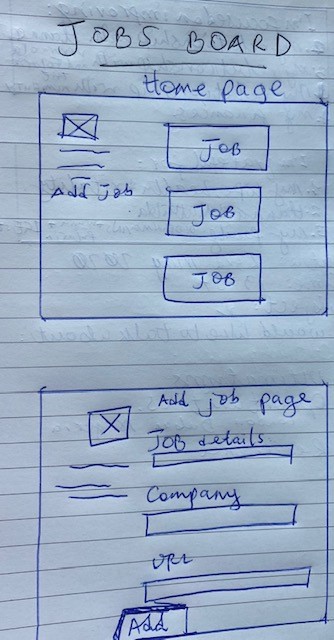 JOBS BOARD
Home page
JOB
Add Job
JOB
JOB
Add job page
JOB details
Company
URL
Add